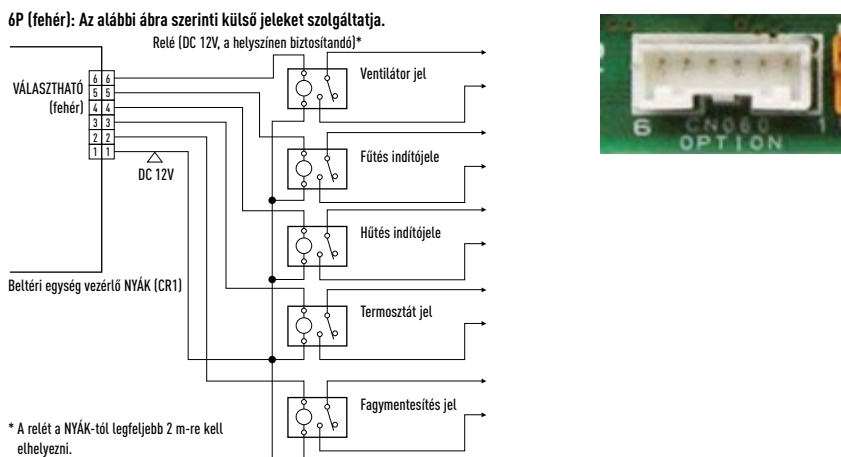 6P (fehér): Az alábbi ábra szerinti külső jeleket szolgáltatja.
Relé (DC 12V, a helyszínen biztosítandó)*
VÁLASZTHATÓ
(fehér)
6 6
5 5
4 4
3 3
2 2
1 1
DC 12V
Ventilátor jel
Fűtés indítójele
Hűtés indítójele
Beltéri egység vezérlő NYÁK (CR1)
Termosztát jel
Fagymentesítés jel
* A relét a NYÁK-tól legfeljebb 2 m-re kell
elhelyezni.
6 CN060 1
OPTION